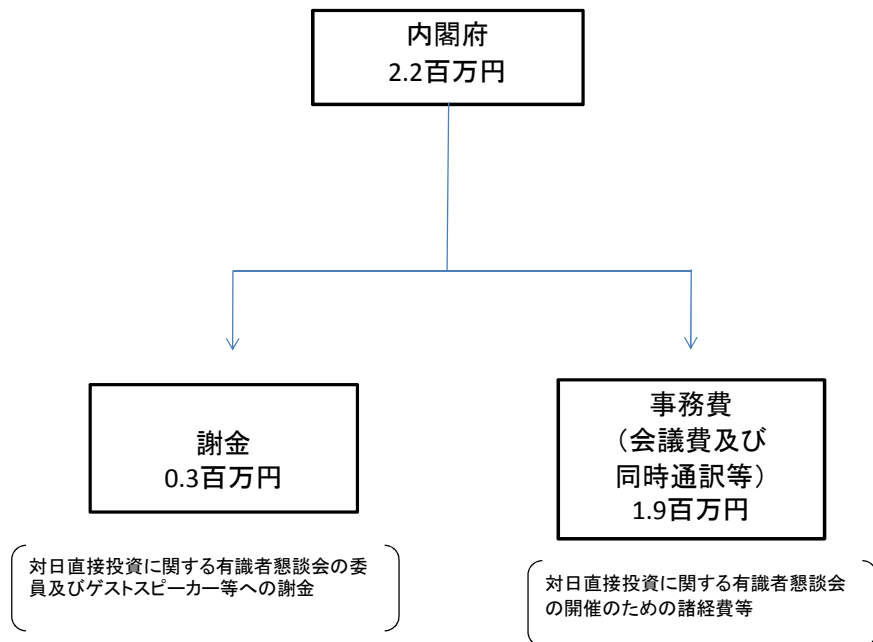 内閣府
2.2百万円
謝金
0.3百万円
対日直接投資に関する有識者懇談会の委
員及びゲストスピーカー等への謝金
事務費
（会議費及び
同時通訳等）
1.9百万円
対日直接投資に関する有識者懇談会
の開催のための諸経費等